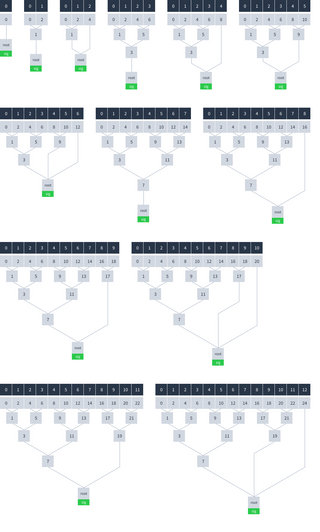 0 0 1 0 1 2 0 1 2 3 0 1 2 3 4 0 1 2 3 4 5
0 0 2 0 2 4 0 2 4 6 0 2 4 6 8 0 2 4 6 8 10
1 1 1 5 1 5 1 5 9
root
sig
3 3 3
root root
sig sig
root root root
sig sig sig
0 1 2 3 4 5 6 0 1 2 3 4 5 6 7 0 1 2 3 4 5 6 7 8
0 2 4 6 8 10 12 0 2 4 6 8 10 12 14 0 2 4 6 8 10 12 14 16
1 5 9 1 5 9 13 1 5 9 13
3 3 11 3 11
root 7 7
sig
root root
sig sig
0 1 2 3 4 5 6 7 8 9 0 1 2 3 4 5 6 7 8 9 10
0 2 4 6 8 10 12 14 16 18 0 2 4 6 8 10 12 14 16 18 20
1 5 9 13 17 1 5 9 13 17
3 11 3 11
7 7
root root
sig sig
0 1 2 3 4 5 6 7 8 9 10 11 0 1 2 3 4 5 6 7 8 9 10 11 12
0 2 4 6 8 10 12 14 16 18 20 22 0 2 4 6 8 10 12 14 16 18 20 22 24
1 5 9 13 17 21 1 5 9 13 17 21
3 11 19 3 11 19
7 7
root root
sig sig